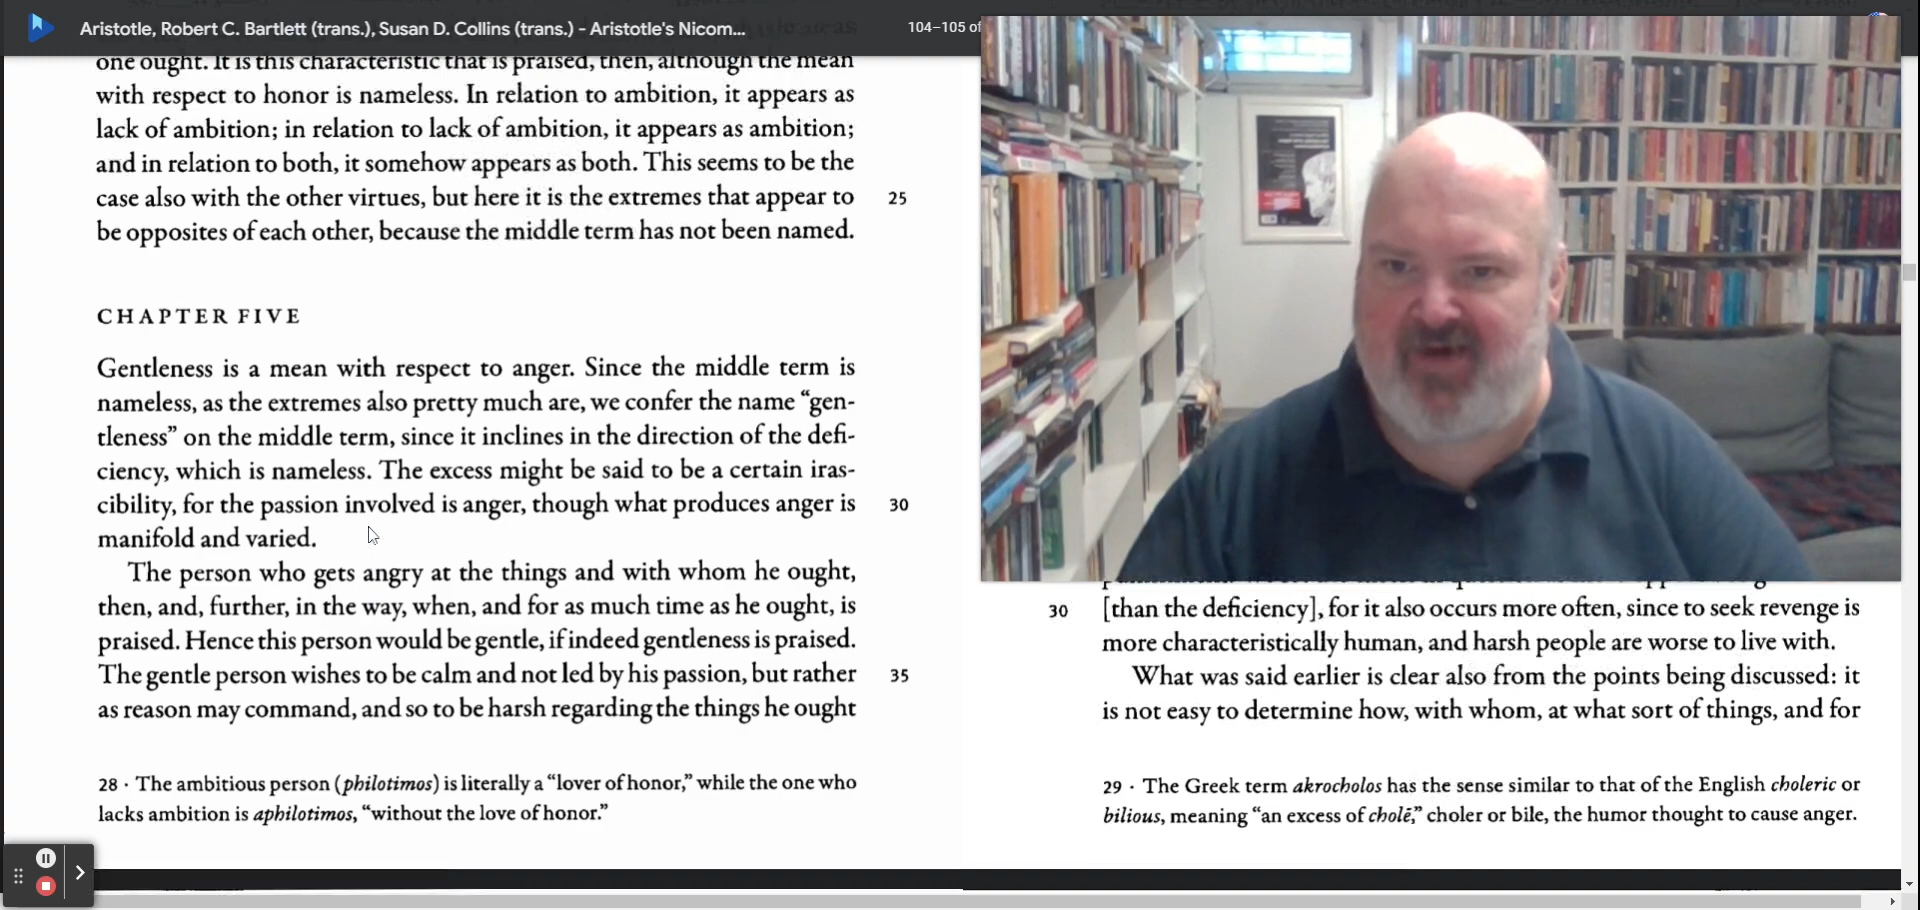 Aristotle, Robert C. Bartlett (trans.), Susan D. Collins (trans.) - Aristotle's Nicom...
104–105 of
one ought. It is this characteristic that is praised, then, although the mean
with respect to honor is nameless. In relation to ambition, it appears as
lack of ambition; in relation to lack of ambition, it appears as ambition;
and in relation to both, it somehow appears as both. This seems to be the
case also with the other virtues, but here it is the extremes that appear to 25
be opposites of each other, because the middle term has not been named.
CHAPTER FIVE
Gentleness is a mean with respect to anger. Since the middle term is
nameless, as the extremes also pretty much are, we confer the name “gen-
tleness” on the middle term, since it inclines in the direction of the defi-
ciency, which is nameless. The excess might be said to be a certain iras-
cibility, for the passion involved is anger, though what produces anger is 30
manifold and varied.
The person who gets angry at the things and with whom he ought,
then, and, further, in the way, when, and for as much time as he ought, is
praised. Hence this person would be gentle, if indeed gentleness is praised.
The gentle person wishes to be calm and not led by his passion, but rather 35
as reason may command, and so to be harsh regarding the things he ought
28 · The ambitious person (philotimos) is literally a “lover of honor,” while the one who
lacks ambition is aphilotimos, “without the love of honor.”
30 [than the deficiency], for it also occurs more often, since to seek revenge is
more characteristically human, and harsh people are worse to live with.
What was said earlier is clear also from the points being discussed: it
is not easy to determine how, with whom, at what sort of things, and for
29 · The Greek term akrocholos has the sense similar to that of the English choleric or
bilious, meaning “an excess of cholē,” choler or bile, the humor thought to cause anger.